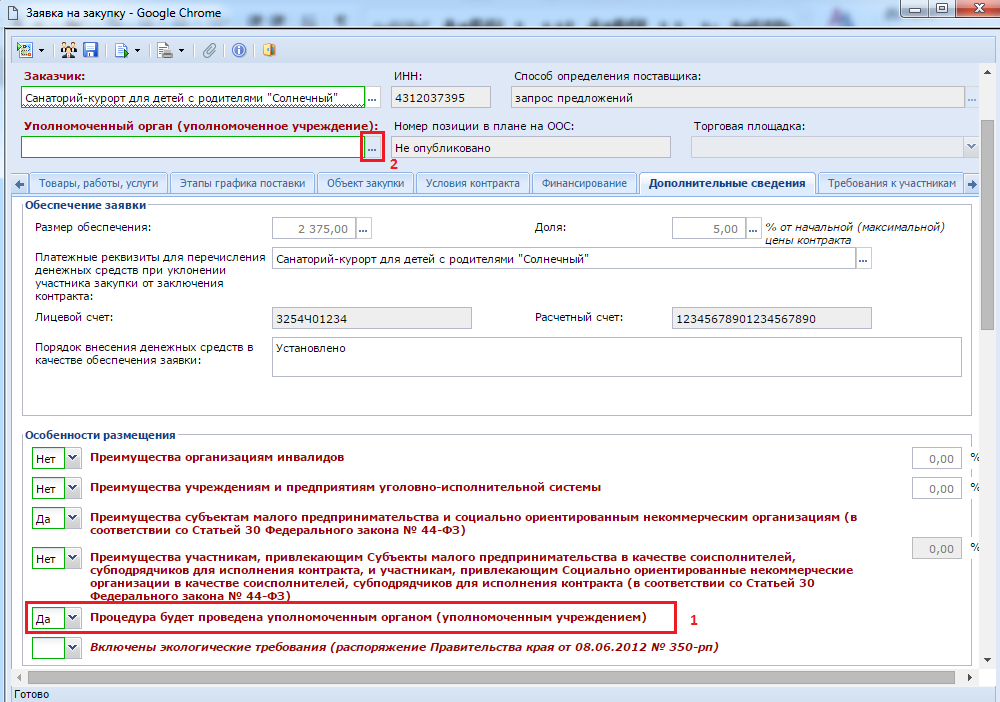 Заявка на закупку - Google Chrome
Заказчик: ИНН: Способ определения поставщика:
Санаторий-курорт для детей с родителями "Солнечный" ... 4312037395 запрос предложений ...
Уполномоченный орган (уполномоченное учреждение): Номер позиции в плане на ООС: Торговая площадка:
... Не опубликовано
2
Товары, работы, услуги Этапы графика поставки Объект закупки Условия контракта Финансирование Дополнительные сведения Требования к участникам
Обеспечение заявки
Размер обеспечения: 2 375,00 ... Доля: 5,00 ... % от начальной (максимальной)
цены контракта
Платежные реквизиты для перечисления
денежных средств при уклонении
участника закупки от заключения
контракта:
Санаторий-курорт для детей с родителями "Солнечный" ...
Лицевой счет: 3254Ч01234 Расчетный счет: 12345678901234567890
Порядок внесения денежных средств в
качестве обеспечения заявки:
Установлено
Особенности размещения
Нет Преимущества организациям инвалидов 0,00 %
Нет Преимущества учреждениям и предприятиям уголовно-исполнительной системы 0,00 %
Да Преимущества субъектам малого предпринимательства и социально ориентированным некоммерческим организациям (в
соответствии со Статьей 30 Федерального закона № 44-ФЗ)
Нет Преимущества участникам, привлекающим Субъекты малого предпринимательства в качестве соисполнителей, 0,00 %
субподрядчиков для исполнения контракта, и участникам, привлекающим Социально ориентированные некоммерческие
организации в качестве соисполнителей, субподрядчиков для исполнения контракта (в соответствии со Статьей 30
Федерального закона № 44-ФЗ)
Да Процедура будет проведена уполномоченным органом (уполномоченным учреждением) 1
Включены экологические требования (распоряжение Правительства края от 08.06.2012 № 350-рп)
Готово